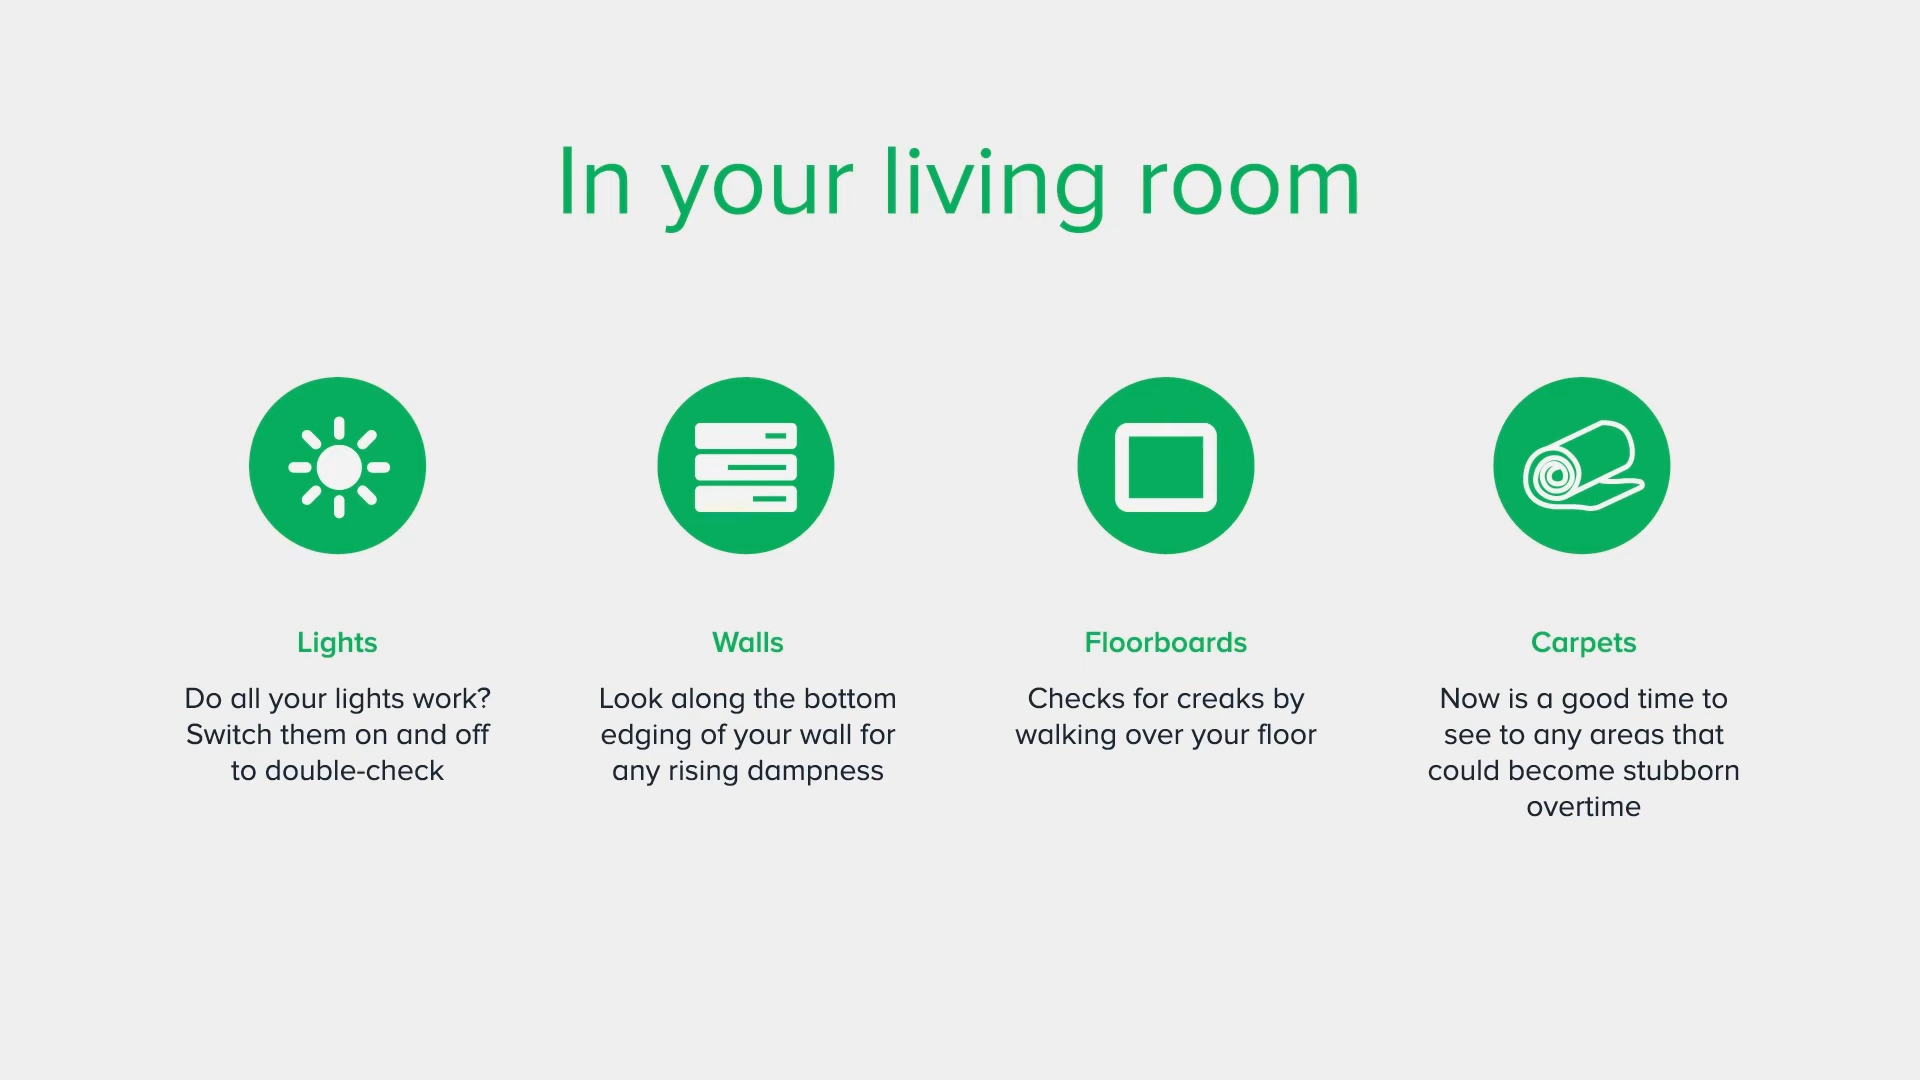 In your living room
Lights
Do all your lights work?
Switch them on and off
to double-check
Walls
Look along the bottom
edging of your wall for
any rising dampness
Floorboards
Checks for creaks by
walking over your floor
Carpets
Now is a good time to
see to any areas that
could become stubborn
overtime